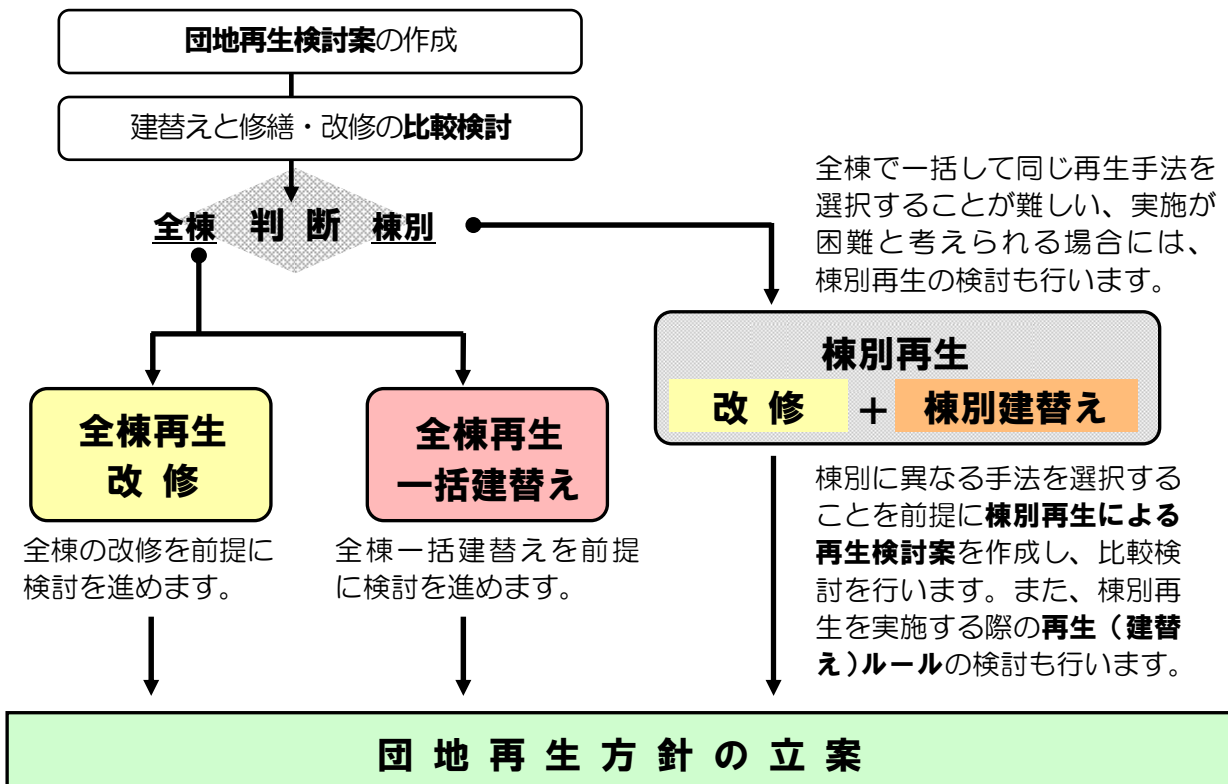 団地再生検討案の作成
建替えと修繕・改修の比較検討
全棟 判断 棟別
全棟で一括して同じ再生手法を
選択することが難しい、実施が
困難と考えられる場合には、
棟別再生の検討も行います。
棟別再生
改 修 ＋ 棟別建替え
全棟再生
改 修
全棟再生
一括建替え
全棟の改修を前提に
検討を進めます。
全棟一括建替えを前提
に検討を進めます。
棟別に異なる手法を選択する
ことを前提に棟別再生による
再生検討案を作成し、比較検
討を行います。また、棟別再
生を実施する際の再生（建替
え）ルールの検討も行います。
団 地 再 生 方 針 の 立 案